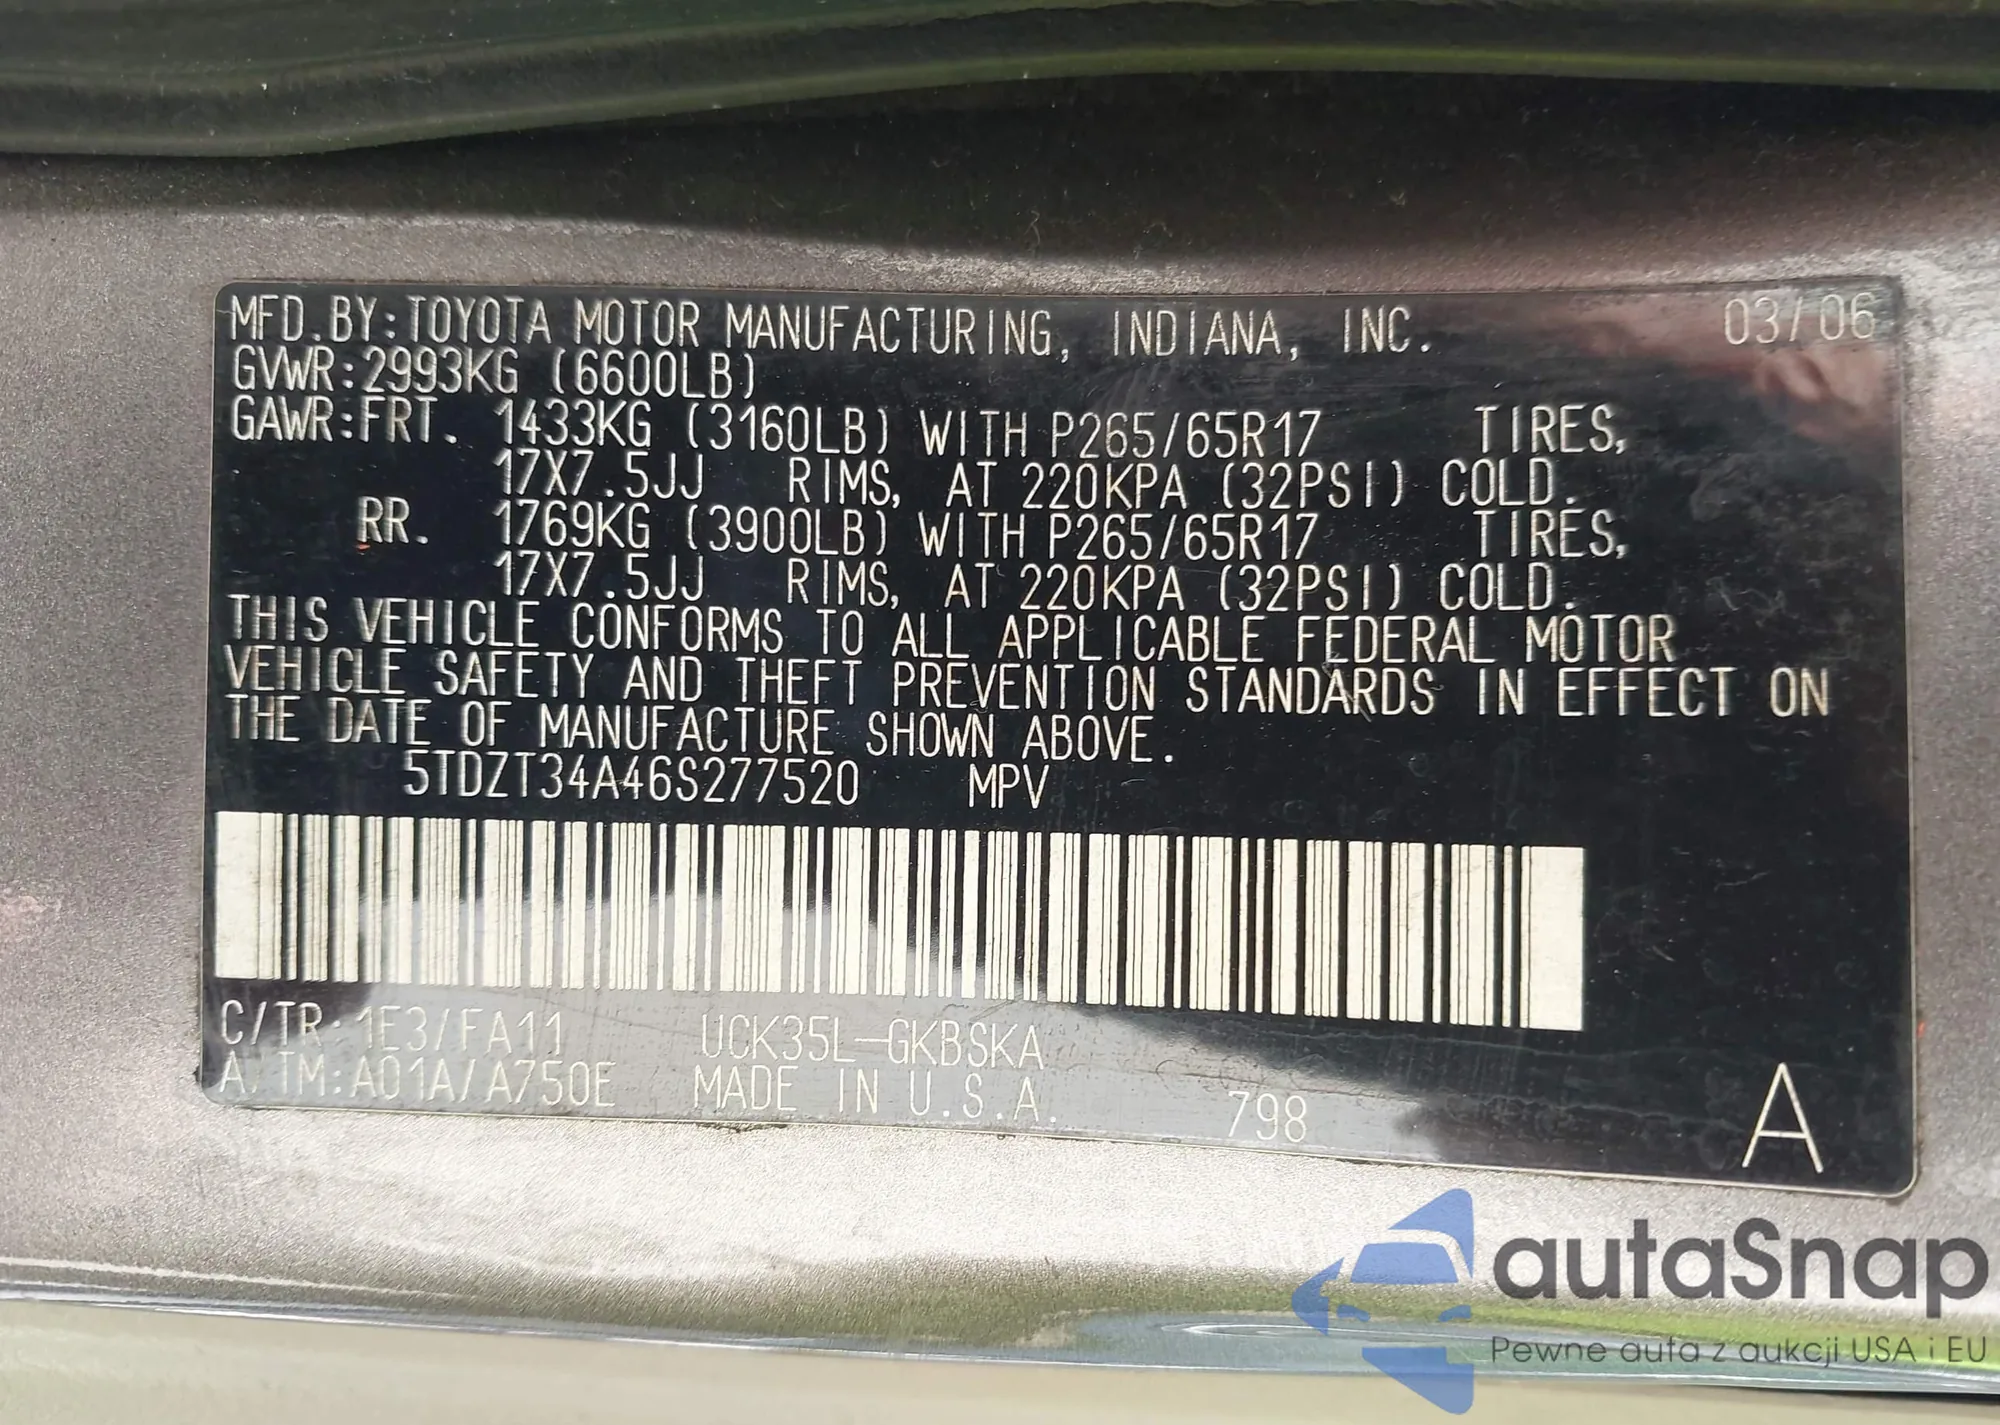 MFD.BY:TOYOTA MOTOR MANUFACTURING, INDIANA, INC. 03/06
GVWR:2993KG (6600LB)
GAWR:FRT. 1433KG (3160LB) WITH P265/65R17 TIRES,
17X7.5JJ RIMS, AT 220KPA (32PSI) COLD.
RR. 1769KG (3900LB) WITH P265/65R17 TIRES,
17X7.5JJ RIMS, AT 220KPA (32PSI) COLD.
THIS VEHICLE CONFORMS TO ALL APPLICABLE FEDERAL MOTOR
VEHICLE SAFETY AND THEFT PREVENTION STANDARDS IN EFFECT ON
THE DATE OF MANUFACTURE SHOWN ABOVE.
5TDZT34A46S277520 MPV
C/TR:1E3/FA11 UCK35L-GKBSKA
A/TM:A01A/A750E MADE IN U.S.A. 798 A
autaSnap
Pewne auta z aukcji USA i EU